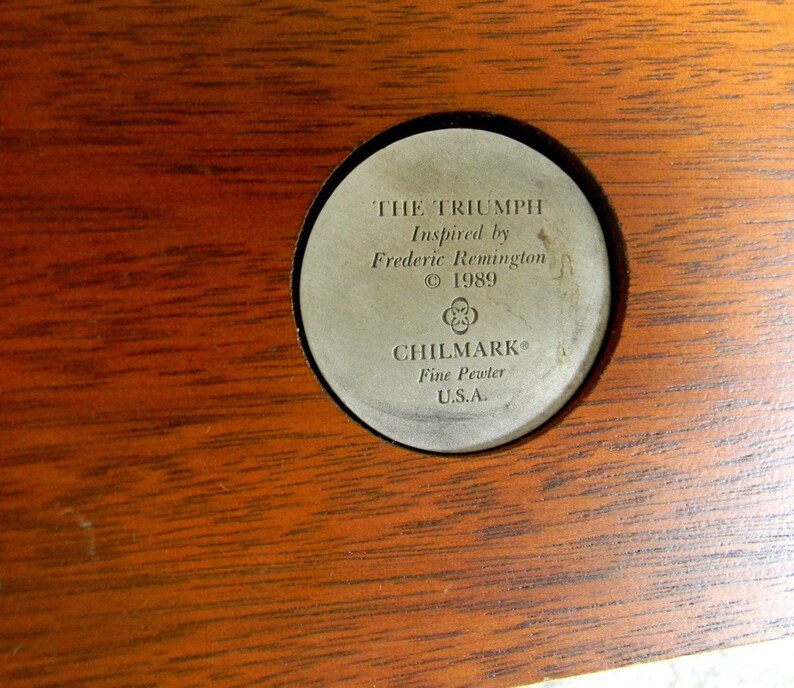 THE TRIUMPH
Inspired by
Frederic Remington
© 1989
CHILMARK®
Fine Pewter
U.S.A.